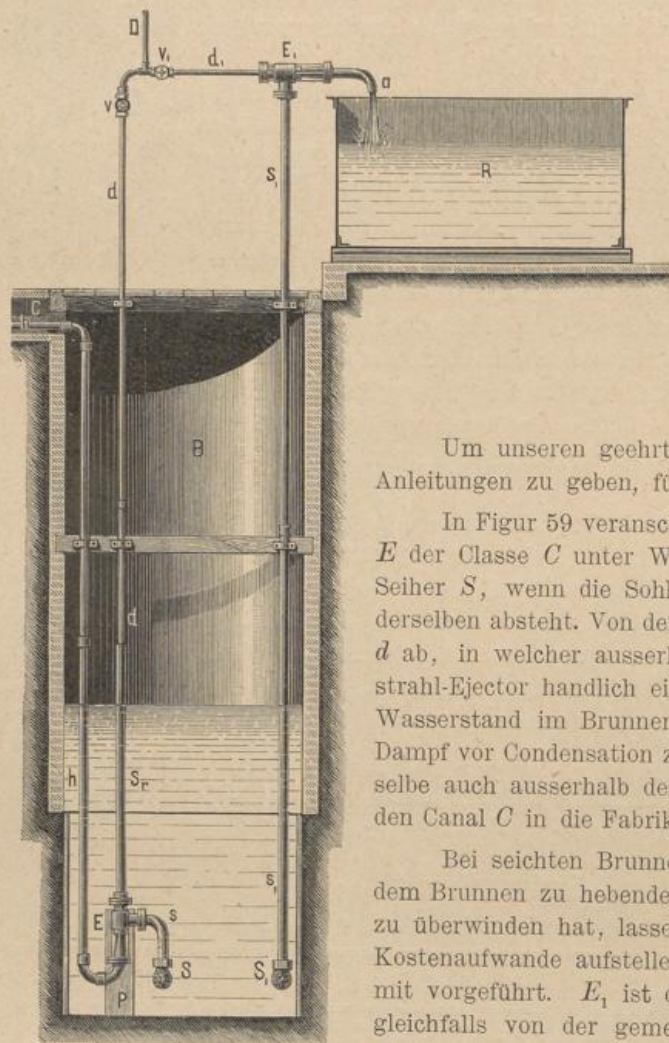 D
V₁
d₁
E₁
a
v
d
S₁
R
C
B
d
h
Sr
s₁
E
s
S
S₁
P
Um unseren geehrt
Anleitungen zu geben, fü
In Figur 59 veransc
E der Classe C unter W
Seiher S, wenn die Sohl
derselben absteht. Von de
d ab, in welcher ausserh
strahl-Ejector handlich ei
Wasserstand im Brunnen
Dampf vor Condensation z
selbe auch ausserhalb de
den Canal C in die Fabrik
Bei seichten Brunne
dem Brunnen zu hebende
zu überwinden hat, lasse
Kostenaufwande aufstelle
mit vorgeführt. E₁ ist d
gleichfalls von der geme